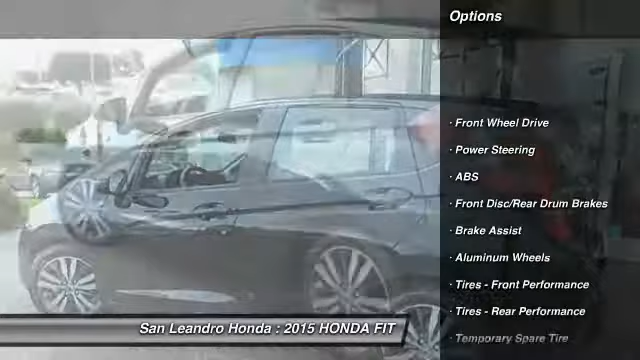 Options
· Front Wheel Drive
· Power Steering
· ABS
· Front Disc/Rear Drum Brakes
· Brake Assist
· Aluminum Wheels
· Tires - Front Performance
· Tires - Rear Performance
· Temporary Spare Tire
San Leandro Honda : 2015 HONDA FIT